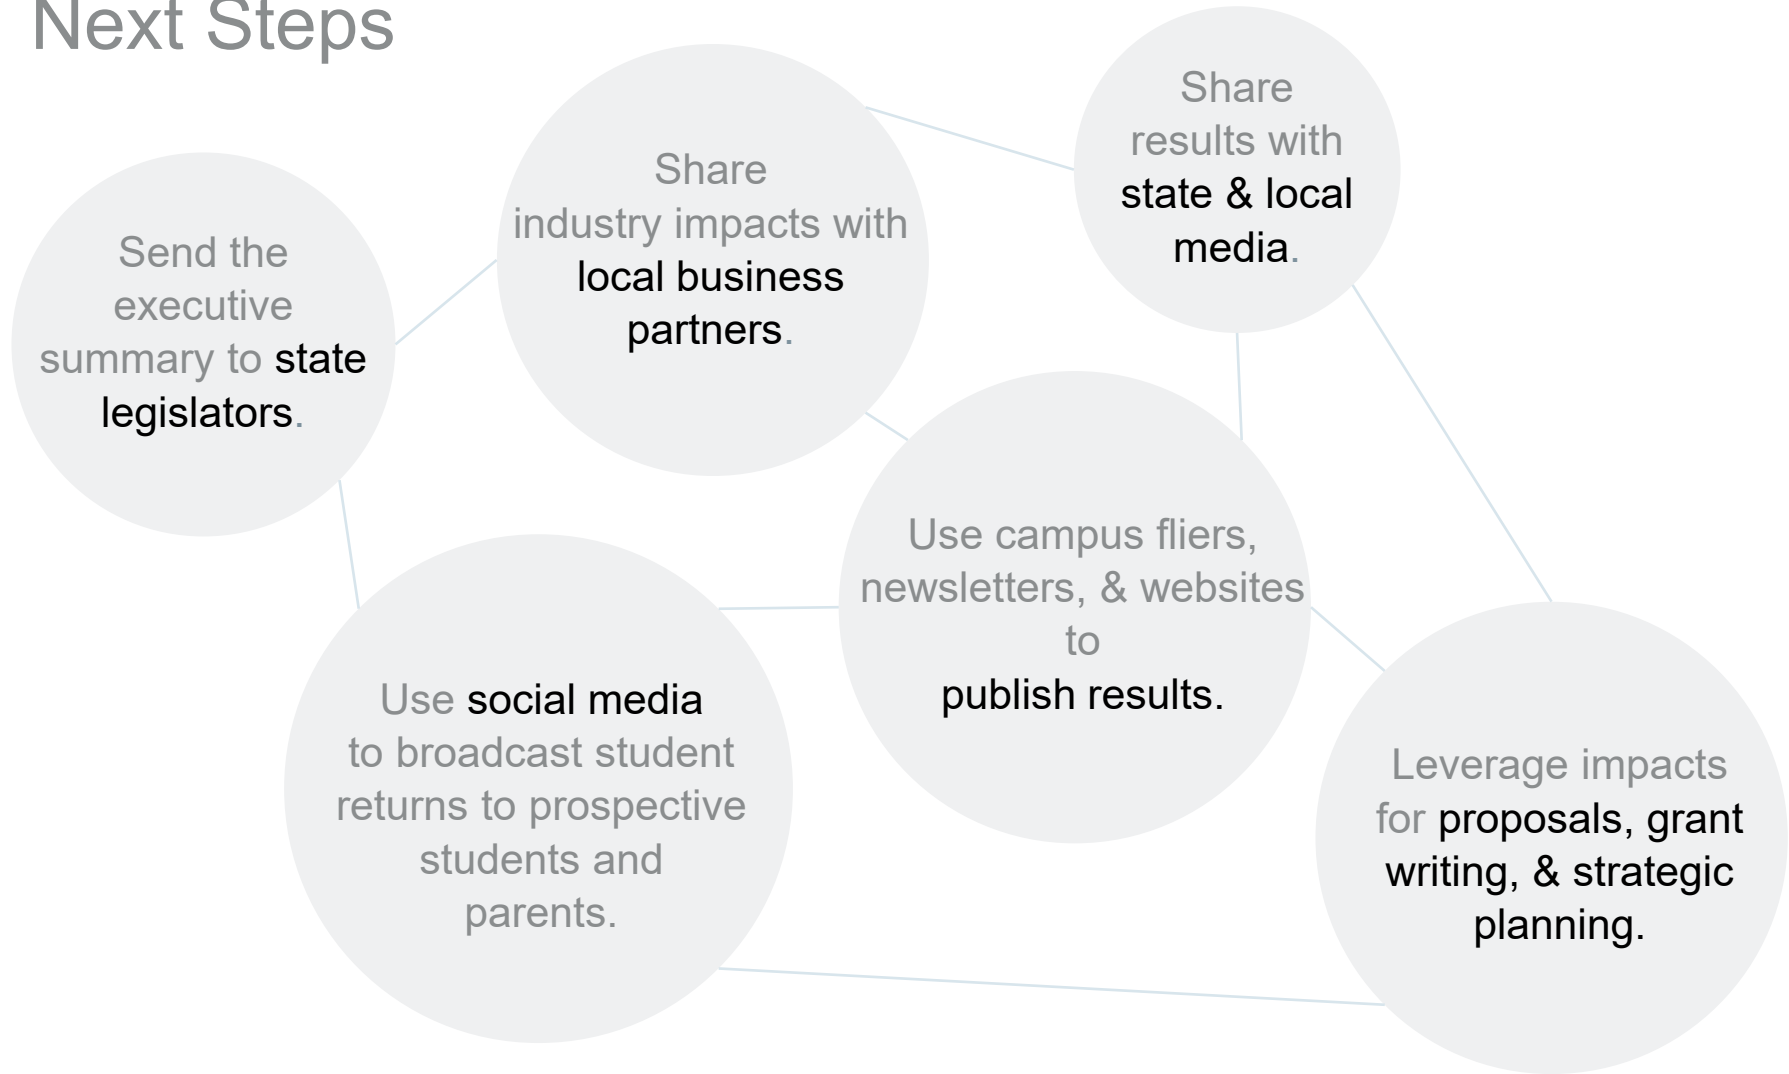 Next Steps
Send the
executive
summary to state
legislators.
Share
industry impacts with
local business
partners.
Share
results with
state & local
media.
Use social media
to broadcast student
returns to prospective
students and
parents.
Use campus fliers,
newsletters, & websites
to
publish results.
Leverage impacts
for proposals, grant
writing, & strategic
planning.